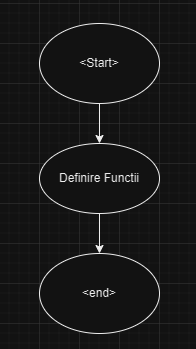 <Start>
Definire Functii
<end>